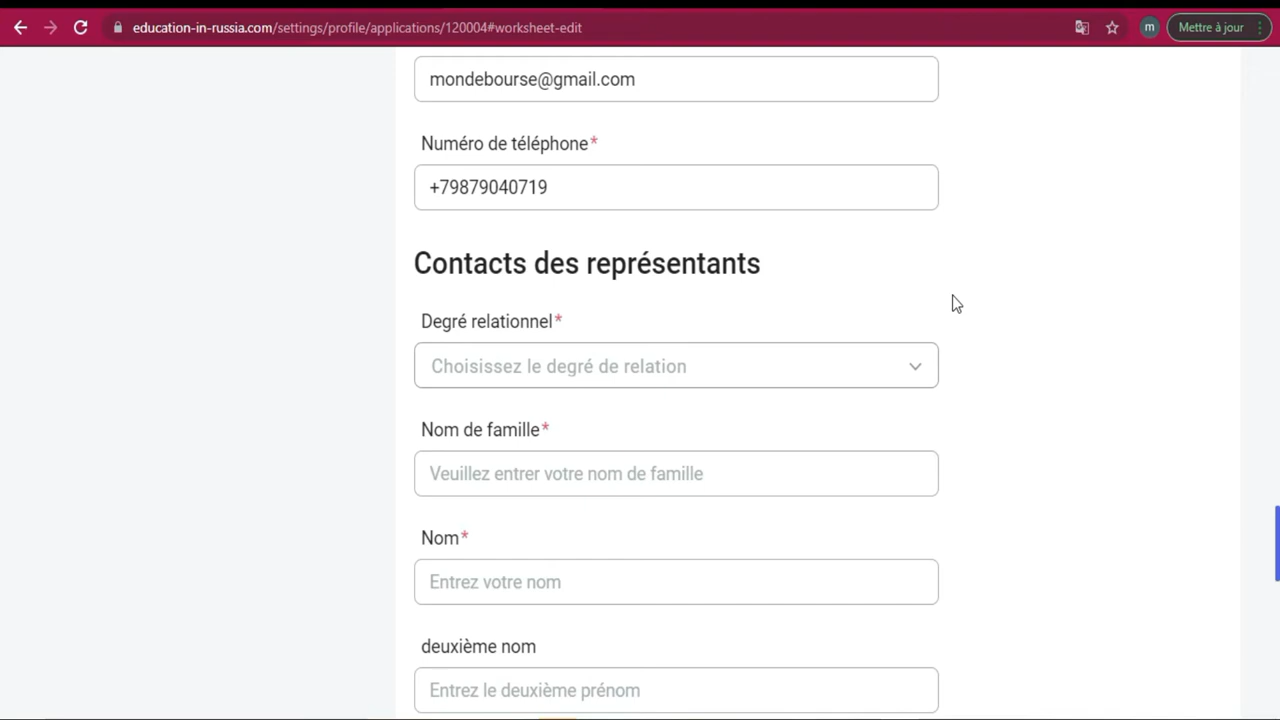 education-in-russia.com/settings/profile/applications/120004#worksheet-edit
m
Mettre à jour
mondebourse@gmail.com
Numéro de téléphone*
+79879040719
Contacts des représentants
Degré relationnel*
Choisissez le degré de relation
Nom de famille*
Veuillez entrer votre nom de famille
Nom*
Entrez votre nom
deuxième nom
Entrez le deuxième prénom